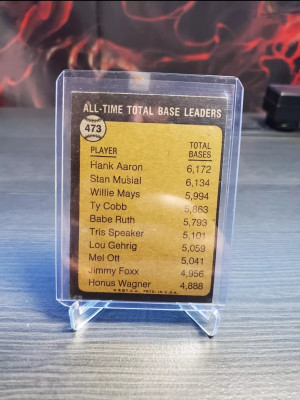 ALL-TIME TOTAL BASE LEADERS
473
PLAYER TOTAL BASES
Hank Aaron 6,172
Stan Musial 6,134
Willie Mays 5,994
Ty Cobb 5,863
Babe Ruth 5,793
Tris Speaker 5,101
Lou Gehrig 5,059
Mel Ott 5,041
Jimmy Foxx 4,956
Honus Wagner 4,888
PRTD. IN U.S.A.